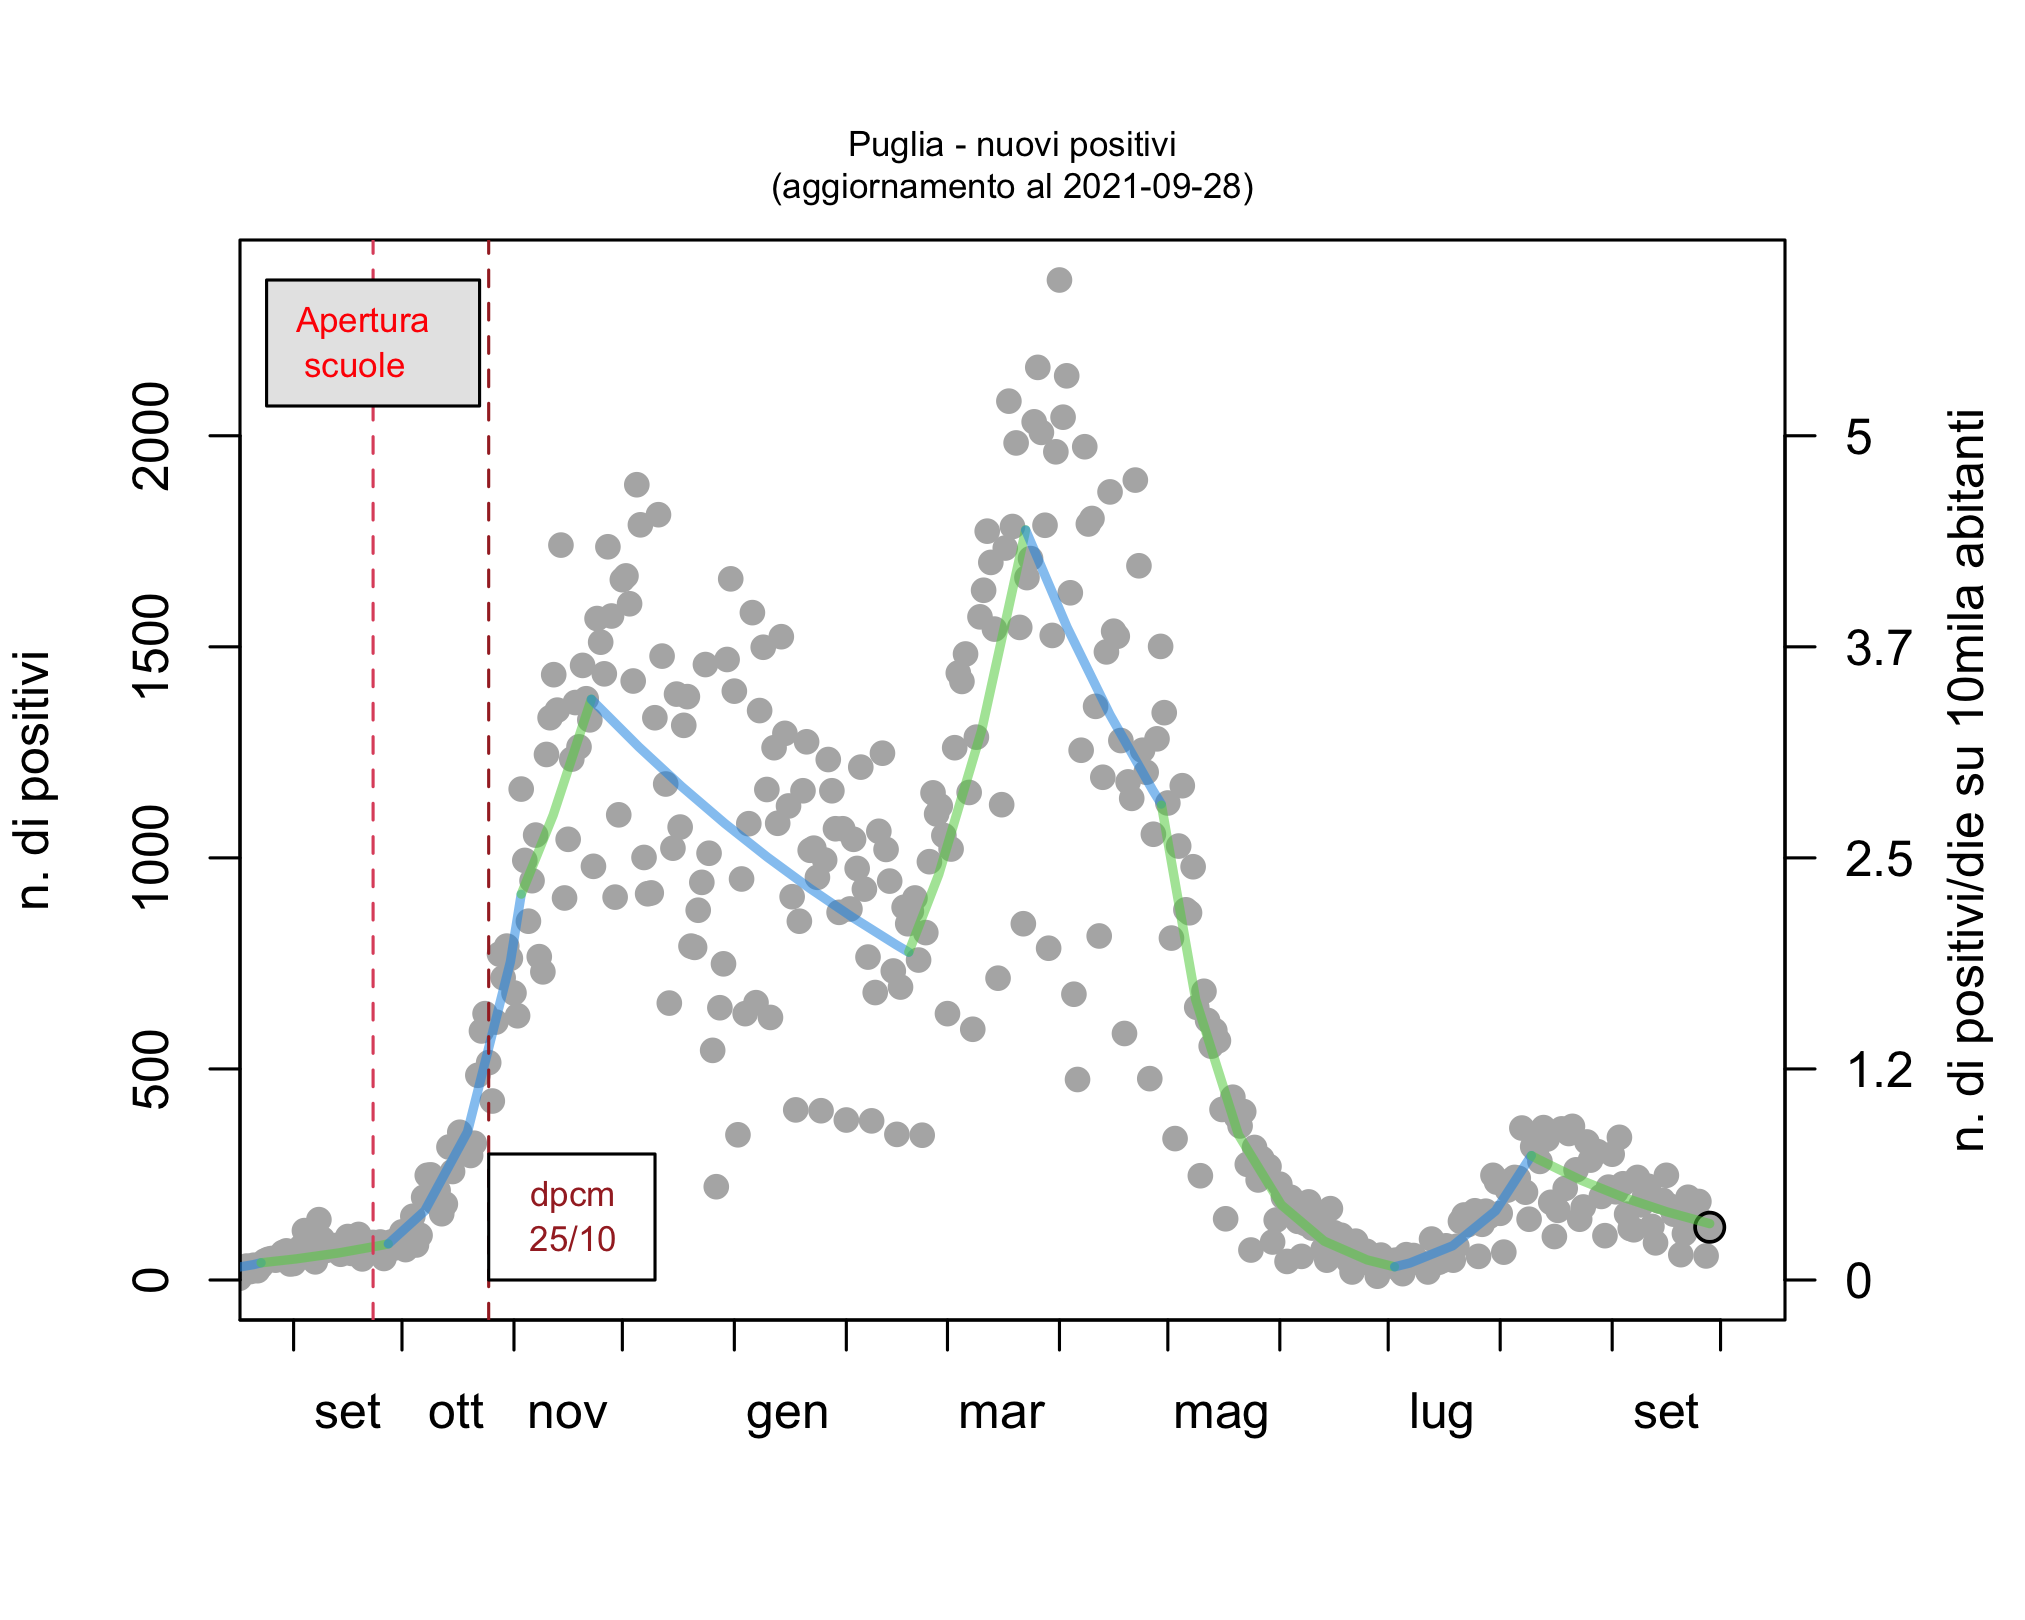 Puglia - nuovi positivi
(aggiornamento al 2021-09-28)
Apertura
scuole
dpcm
25/10
n. di positivi
0
500
1000
1500
2000
0
1.2
2.5
3.7
5
n. di positivi/die su 10mila abitanti
set ott nov gen mar mag lug set